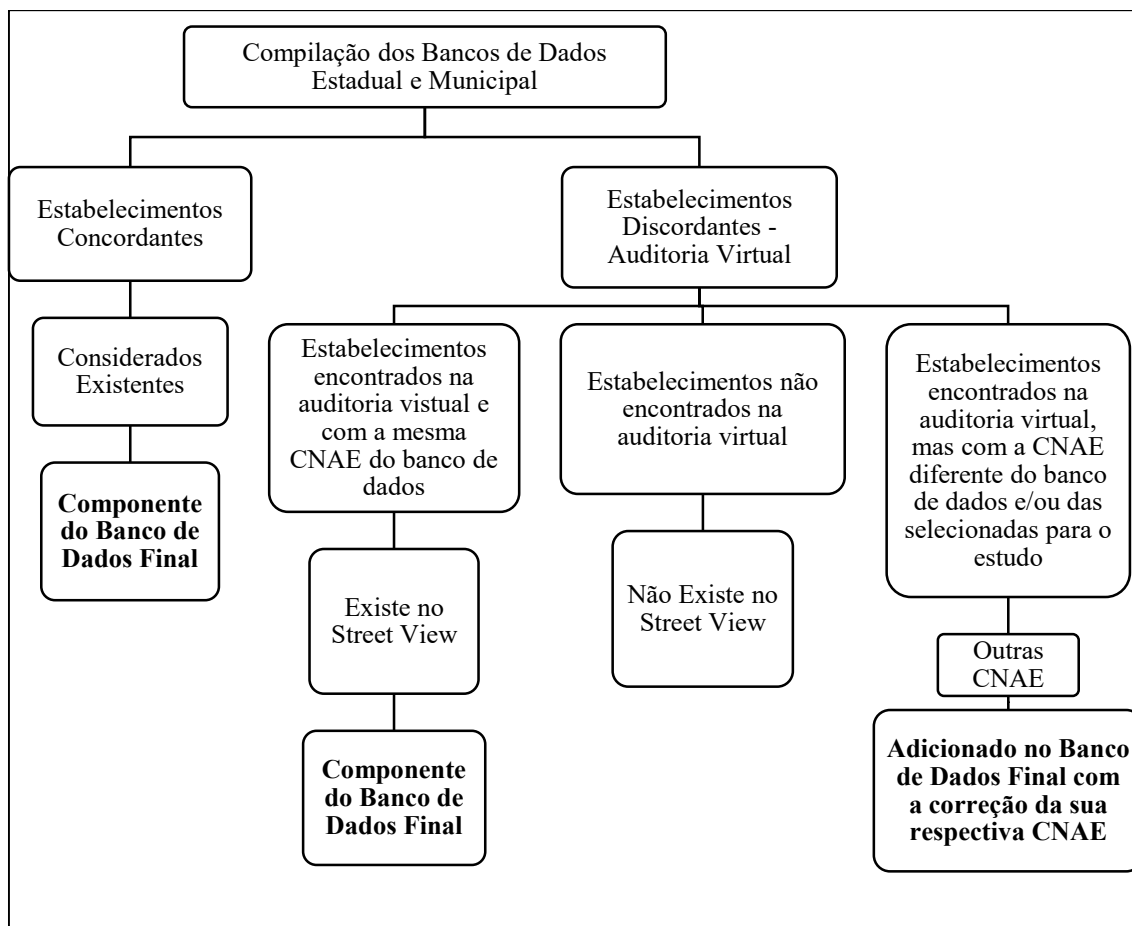 Compilação dos Bancos de Dados
Estadual e Municipal
Estabelecimentos
Concordantes
Estabelecimentos
Discordantes -
Auditoria Virtual
Considerados
Existentes
Estabelecimentos
encontrados na
auditoria vistual e
com a mesma
CNAE do banco de
dados
Estabelecimentos não
encontrados na
auditoria virtual
Estabelecimentos
encontrados na
auditoria virtual,
mas com a CNAE
diferente do banco
de dados e/ou das
selecionadas para o
estudo
Componente
do Banco de
Dados Final
Existe no
Street View
Não Existe no
Street View
Outras
CNAE
Componente
do Banco de
Dados Final
Adicionado no Banco
de Dados Final com
a correção da sua
respectiva CNAE